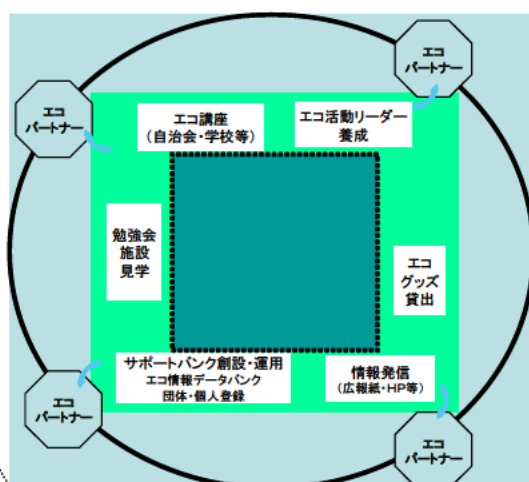 エコ
パートナー
エコ
パートナー
エコ講座
(自治会・学校等)
エコ活動リーダー
養成
勉強会
施設
見学
エコ
グッズ
貸出
サポートバンク創設・運用
エコ情報データバンク
団体・個人登録
情報発信
(広報紙・HP等)
エコ
パートナー
エコ
パートナー